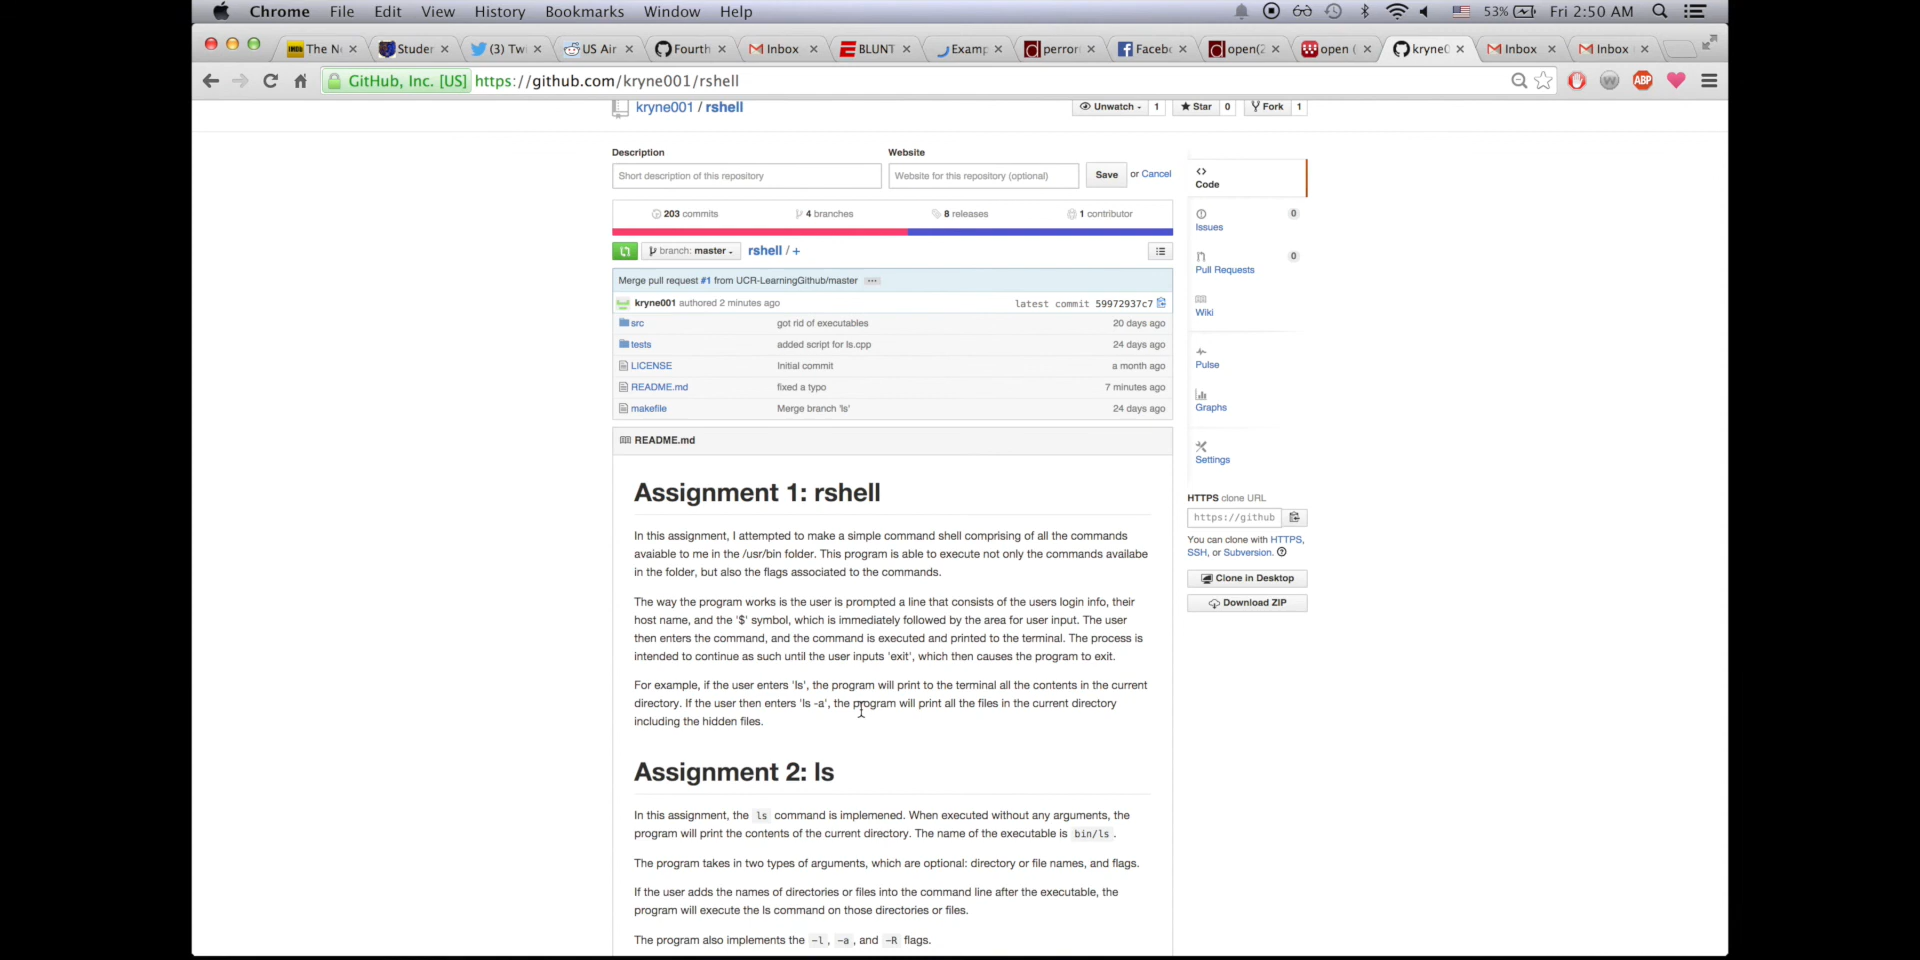 Chrome File Edit View History Bookmarks Window Help 53% Fri 2:50 AM
The N Studer (3) Twi US Air Fourth Inbox BLUNT Examp perror Faceb open(2 open ( kryne0 Inbox Inbox
GitHub, Inc. [US] https://github.com/kryne001/rshell
kryne001 / rshell Unwatch 1 Star 0 Fork 1
Description Website
Short description of this repository Website for this repository (optional) Save or Cancel
203 commits 4 branches 8 releases 1 contributor
branch: master rshell / +
Merge pull request #1 from UCR-LearningGithub/master ...
kryne001 authored 2 minutes ago latest commit 59972937c7
src got rid of executables 20 days ago
tests added script for ls.cpp 24 days ago
LICENSE Initial commit a month ago
README.md fixed a typo 7 minutes ago
makefile Merge branch 'ls' 24 days ago
README.md
Assignment 1: rshell
In this assignment, I attempted to make a simple command shell comprising of all the commands
avaiable to me in the /usr/bin folder. This program is able to execute not only the commands availabe
in the folder, but also the flags associated to the commands.
The way the program works is the user is prompted a line that consists of the users login info, their
host name, and the '$' symbol, which is immediately followed by the area for user input. The user
then enters the command, and the command is executed and printed to the terminal. The process is
intended to continue as such until the user inputs 'exit', which then causes the program to exit.
For example, if the user enters 'ls', the program will print to the terminal all the contents in the current
directory. If the user then enters 'ls -a', the program will print all the files in the current directory
including the hidden files.
Assignment 2: ls
In this assignment, the ls command is implemened. When executed without any arguments, the
program will print the contents of the current directory. The name of the executable is bin/ls.
The program takes in two types of arguments, which are optional: directory or file names, and flags.
If the user adds the names of directories or files into the command line after the executable, the
program will execute the ls command on those directories or files.
The program also implements the -l, -a, and -R flags.
Code
Issues 0
Pull Requests 0
Wiki
Pulse
Graphs
Settings
HTTPS clone URL
https://github
You can clone with HTTPS,
SSH, or Subversion.
Clone in Desktop
Download ZIP